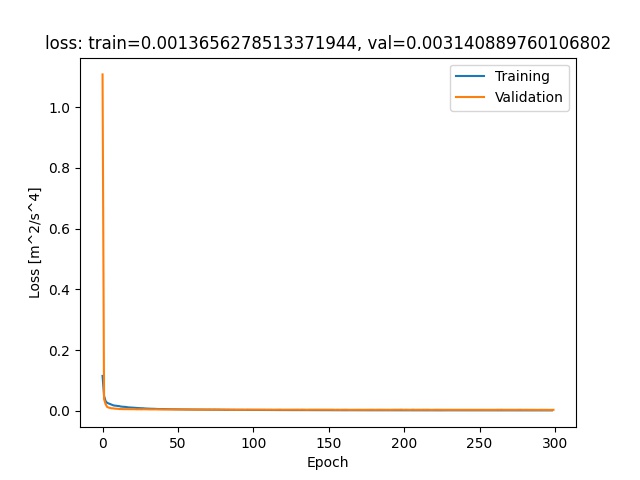 loss: train=0.0013656278513371944, val=0.003140889760106802
Training
Validation
Loss [m^2/s^4]
1.0
0.8
0.6
0.4
0.2
0.0
0
50
100
150
200
250
300
Epoch